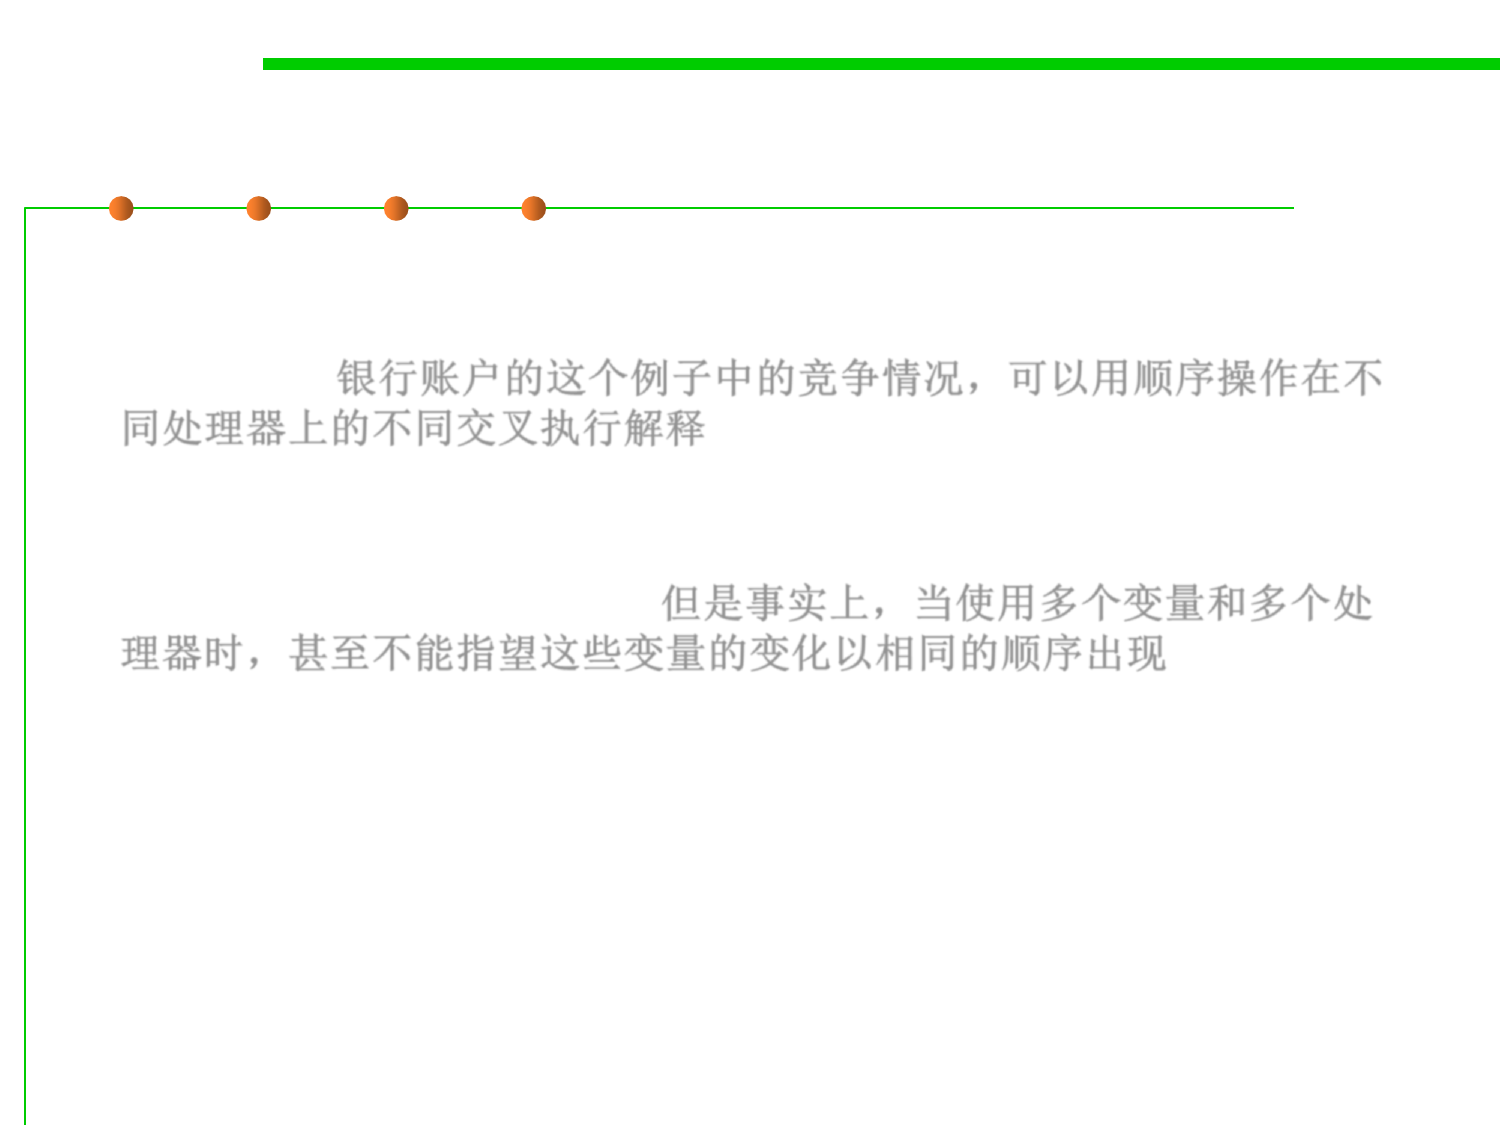 银行账户的这个例子中的竞争情况，可以用顺序操作在不
同处理器上的不同交叉执行解释
但是事实上，当使用多个变量和多个处
理器时，甚至不能指望这些变量的变化以相同的顺序出现